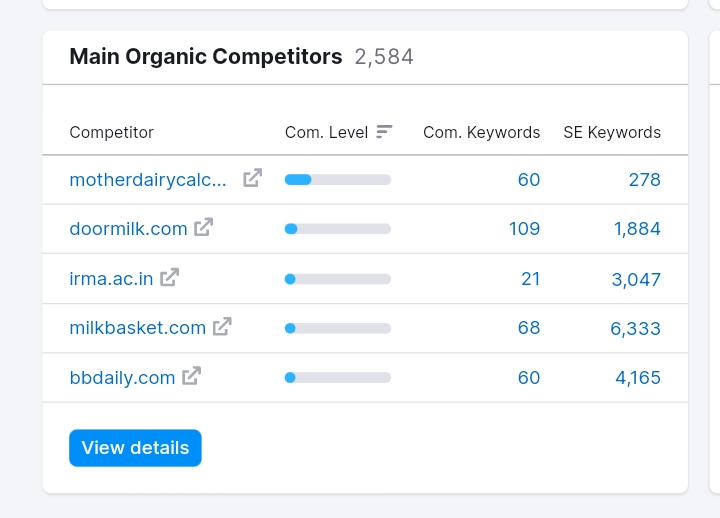 Main Organic Competitors 2,584
Competitor Com. Level Com. Keywords SE Keywords
motherdairycalc... 60 278
doormilk.com 109 1,884
irma.ac.in 21 3,047
milkbasket.com 68 6,333
bbdaily.com 60 4,165
View details